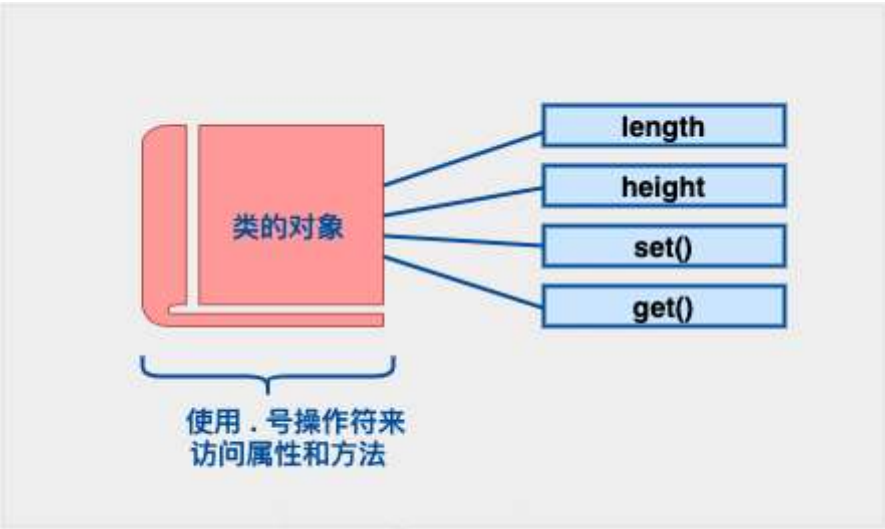 类的对象
length
height
set()
get()
使用 . 号操作符来
访问属性和方法